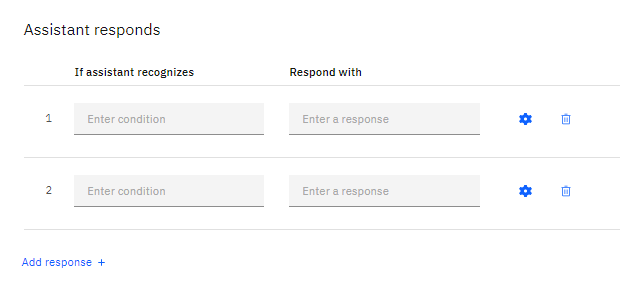 Assistant responds
If assistant recognizes Respond with
1 Enter condition Enter a response
2 Enter condition Enter a response
Add response +